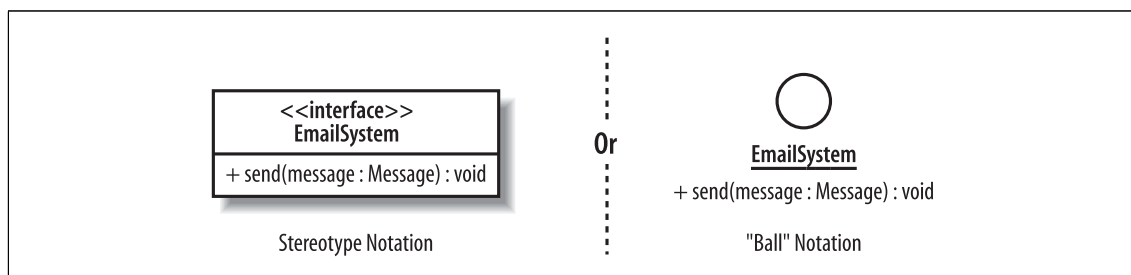 <<interface>>
EmailSystem
+ send(message : Message) : void
Stereotype Notation
Or
EmailSystem
+ send(message : Message) : void
"Ball" Notation